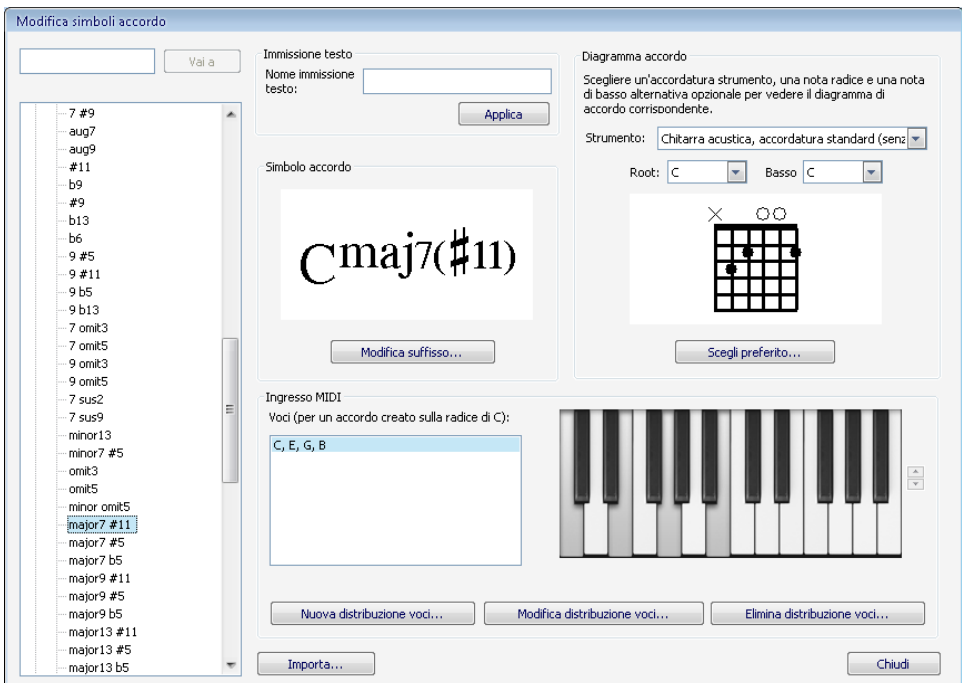 Modifica simboli accordo
Vai a
7 #9
aug7
aug9
#11
b9
#9
b13
b6
9 #5
9 #11
9 b5
9 b13
7 omit3
7 omit5
9 omit3
9 omit5
7 sus2
7 sus9
minor13
minor7 #5
omit3
omit5
minor omit5
major7 #11
major7 #5
major7 b5
major9 #11
major9 #5
major9 b5
major13 #11
major13 #5
major13 b5
Immissione testo
Nome immissione
testo:
Applica
Simbolo accordo
Cmaj7(♯11)
Modifica suffisso...
Diagramma accordo
Scegliere un'accordatura strumento, una nota radice e una nota
di basso alternativa opzionale per vedere il diagramma di
accordo corrispondente.
Strumento: Chitarra acustica, accordatura standard (senz
Root: C Basso C
X O O
Scegli preferito...
Ingresso MIDI
Voci (per un accordo creato sulla radice di C):
C, E, G, B
Nuova distribuzione voci... Modifica distribuzione voci... Elimina distribuzione voci...
Importa... Chiudi